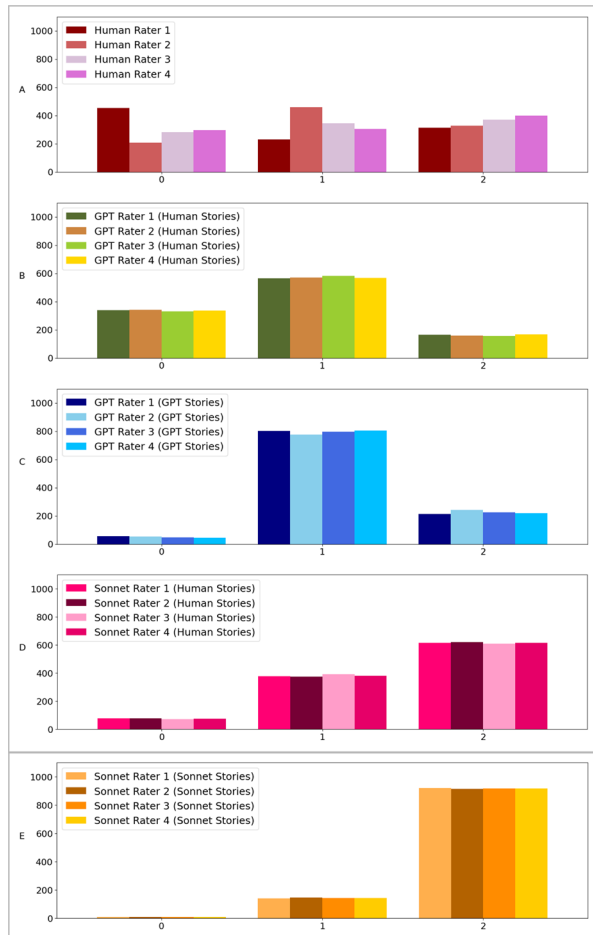 1000
800
600
400
200
0
A
Human Rater 1
Human Rater 2
Human Rater 3
Human Rater 4
0 1 2
1000
800
600
400
200
0
B
GPT Rater 1 (Human Stories)
GPT Rater 2 (Human Stories)
GPT Rater 3 (Human Stories)
GPT Rater 4 (Human Stories)
0 1 2
1000
800
600
400
200
0
C
GPT Rater 1 (GPT Stories)
GPT Rater 2 (GPT Stories)
GPT Rater 3 (GPT Stories)
GPT Rater 4 (GPT Stories)
0 1 2
1000
800
600
400
200
0
D
Sonnet Rater 1 (Human Stories)
Sonnet Rater 2 (Human Stories)
Sonnet Rater 3 (Human Stories)
Sonnet Rater 4 (Human Stories)
0 1 2
1000
800
600
400
200
0
E
Sonnet Rater 1 (Sonnet Stories)
Sonnet Rater 2 (Sonnet Stories)
Sonnet Rater 3 (Sonnet Stories)
Sonnet Rater 4 (Sonnet Stories)
0 1 2